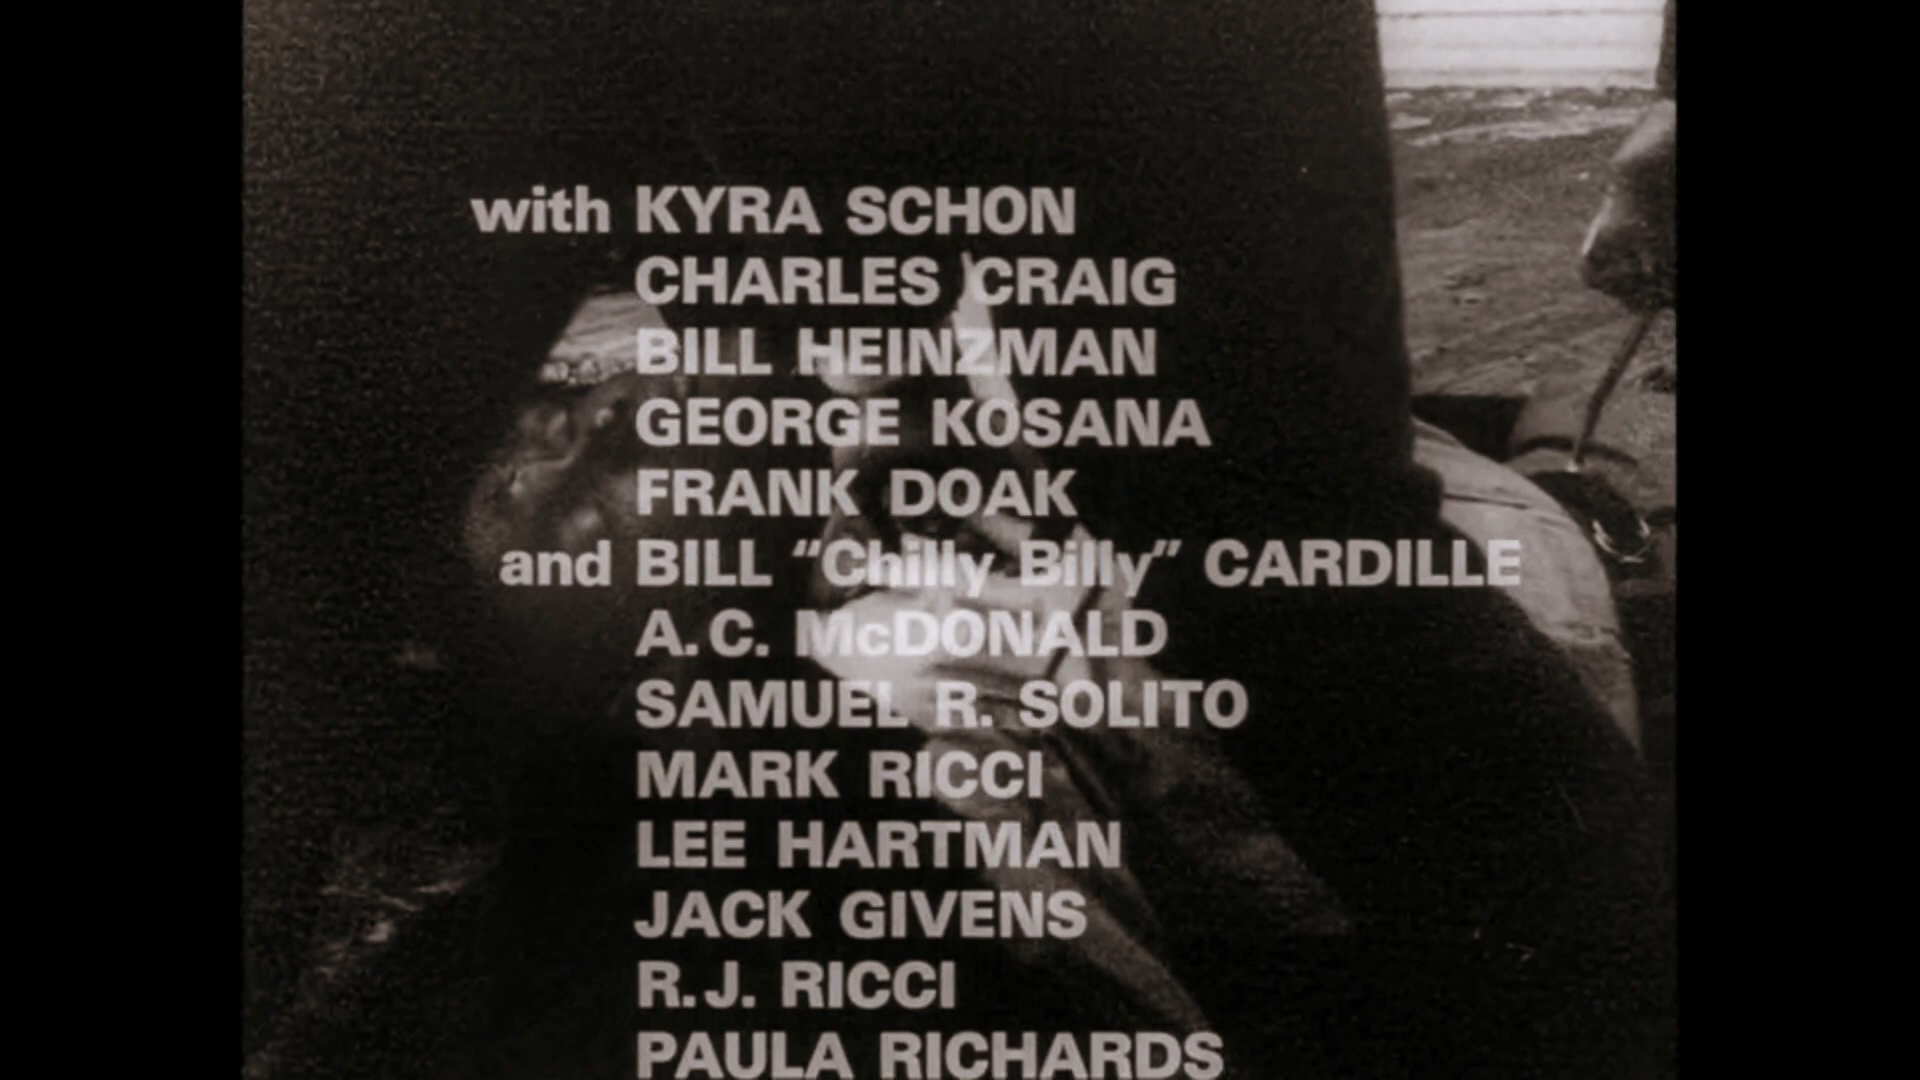 with KYRA SCHON
CHARLES CRAIG
BILL HEINZMAN
GEORGE KOSANA
FRANK DOAK
and BILL “Chilly Billy” CARDILLE
A. C. McDONALD
SAMUEL R. SOLITO
MARK RICCI
LEE HARTMAN
JACK GIVENS
R. J. RICCI
PAULA RICHARDS